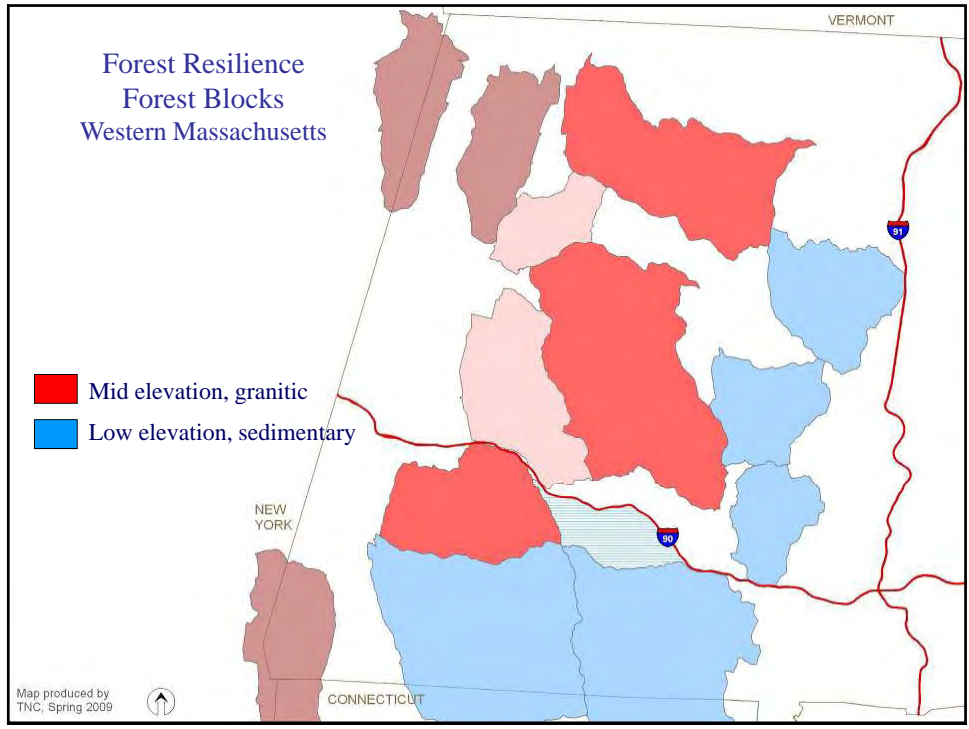 Forest Resilience
Forest Blocks
Western Massachusetts
VERMONT
91
Mid elevation, granitic
Low elevation, sedimentary
NEW
YORK
90
Map produced by
TNC, Spring 2009
CONNECTICUT